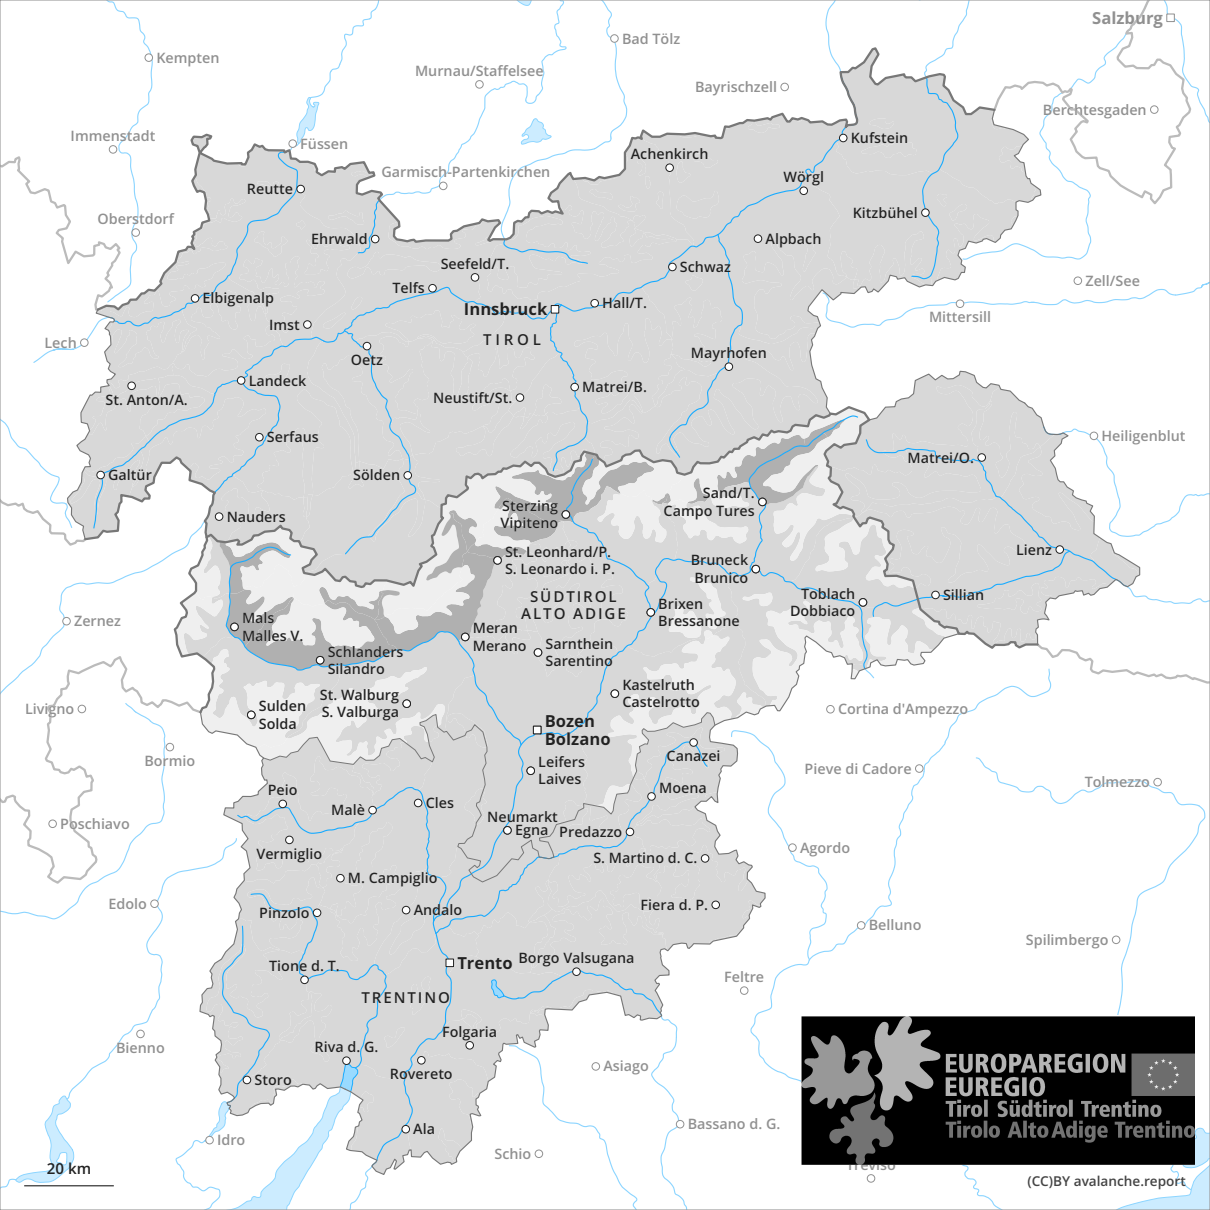 Salzburg
Bad Tölz
Kempten
Murnau/Staffelsee
Bayrischzell
Berchtesgaden
Immenstadt
Kufstein
Füssen
Achenkirch
Garmisch-Partenkirchen
Wörgl
Reutte
Kitzbühel
Oberstdorf
Ehrwald
Alpbach
Seefeld/T.
Schwaz
Zell/See
Telfs
Elbigenalp
Hall/T.
Innsbruck
Mittersill
Imst
TIROL
Lech
Mayrhofen
Oetz
Landeck
Matrei/B.
St. Anton/A.
Neustift/St.
Serfaus
Heiligenblut
Matrei/O.
Galtür
Sölden
Sand/T.
Campo Tures
Sterzing
Vipiteno
Nauders
St. Leonhard/P.
S. Leonardo i. P.
Lienz
Bruneck
Brunico
SÜDTIROL
ALTO ADIGE
Toblach
Dobbiaco
Sillian
Brixen
Bressanone
Mals
Malles V.
Zernez
Meran
Merano
Sarnthein
Sarentino
Schlanders
Silandro
Kastelruth
Castelrotto
St. Walburg
S. Valburga
Livigno
Sulden
Solda
Cortina d'Ampezzo
Bozen
Bolzano
Bormio
Canazei
Leifers
Laives
Pieve di Cadore
Tolmezzo
Peio
Moena
Malè
Cles
Poschiavo
Neumarkt
Egna
Predazzo
Vermiglio
S. Martino d. C.
Agordo
M. Campiglio
Edolo
Pinzolo
Andalo
Fiera d. P.
Belluno
Spilimbergo
Trento
Borgo Valsugana
Tione d. T.
Feltre
TRENTINO
Bienno
Folgaria
Riva d. G.
Rovereto
Asiago
Storo
EUROPAREGION
EUREGIO
Tirol Südtirol Trentino
Tirolo Alto Adige Trentino
Idro
Ala
Bassano d. G.
Schio
Treviso
20 km
(CC)BY avalanche.report